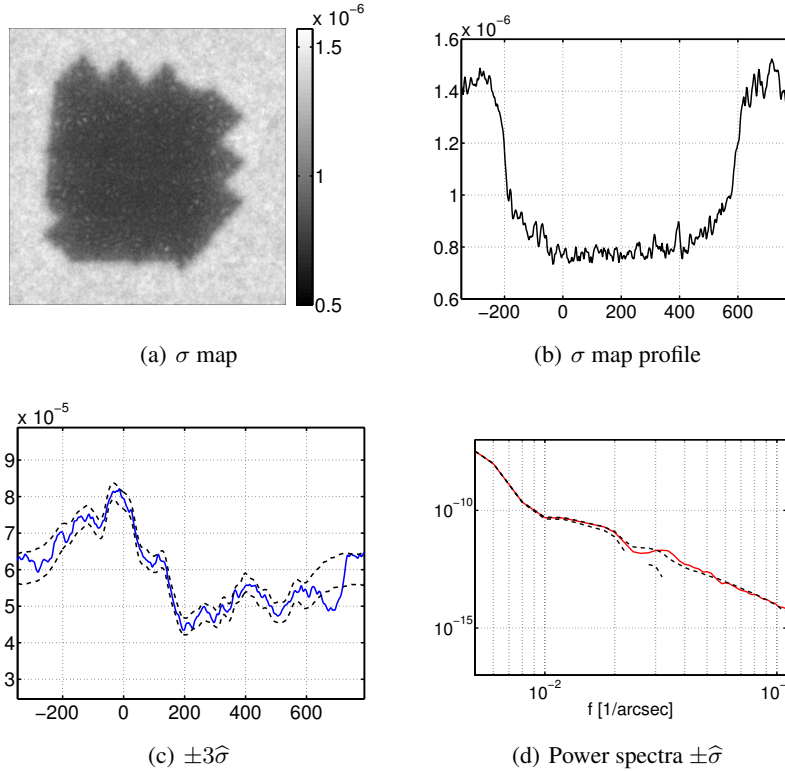 x 10⁻⁶
1.5
1
0.5
(a) σ map
x 10⁻⁶
1.4
1.2
1
0.8
0.6
−200 0 200 400 600
(b) σ map profile
x 10⁻⁵
9
8
7
6
5
4
3
−200 0 200 400 600
(c) ±3σ̂
10⁻¹⁰
10⁻¹⁵
10⁻²
f [1/arcsec]
(d) Power spectra ±σ̂